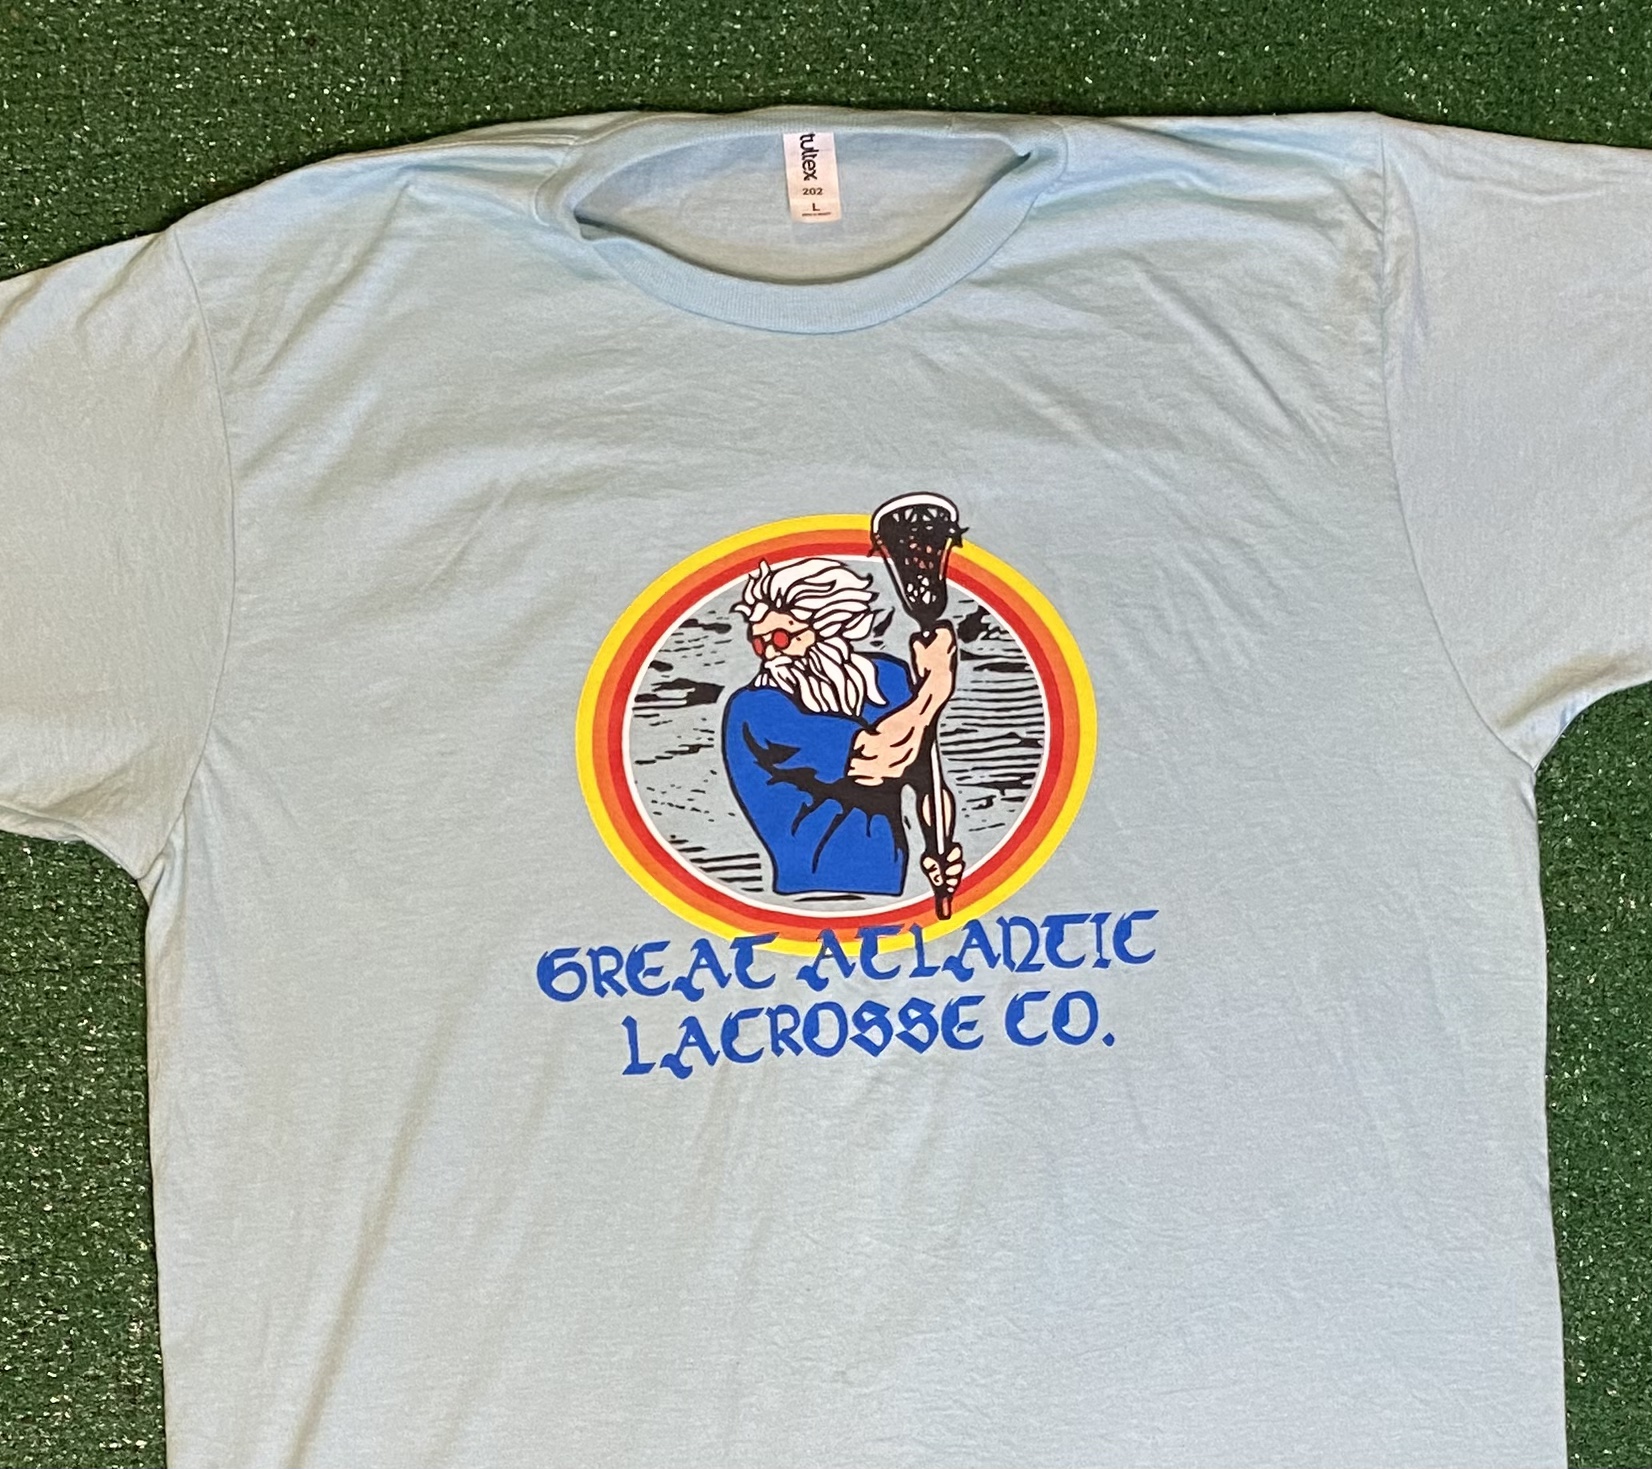 tultex
202
L
GREAT ATLANTIC
LACROSSE CO.